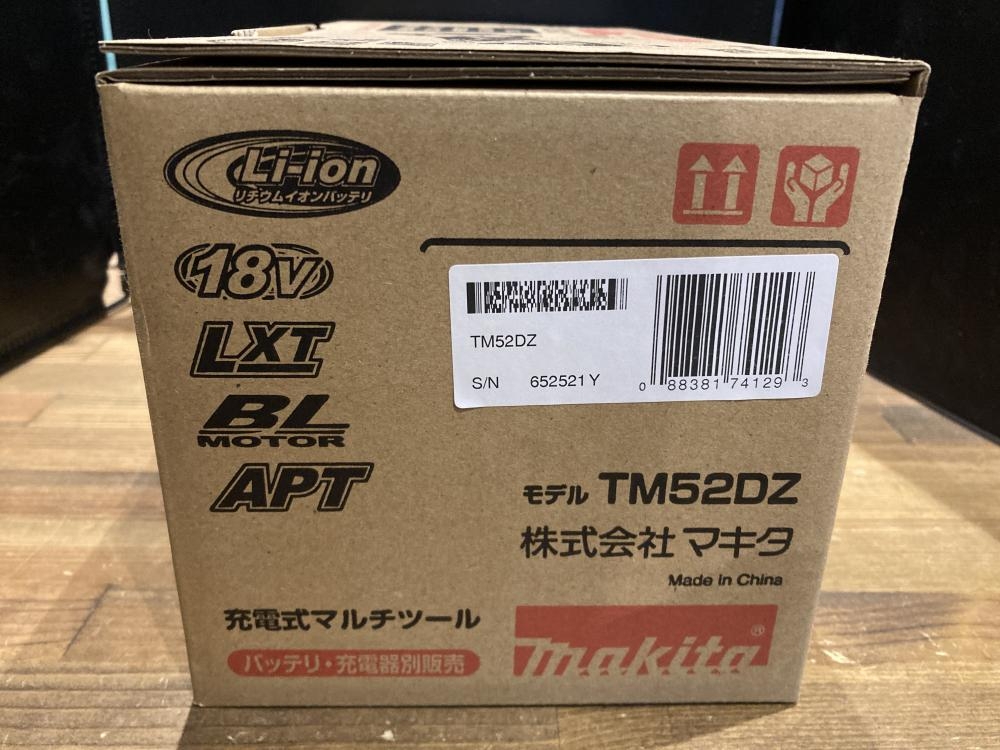 Li-ion
リチウムイオンバッテリ
18V
LXT
BL
MOTOR
APT
TM52DZ
S/N 652521Y
0 88381 74129 3
モデル TM52DZ
株式会社 マキタ
Made in China
充電式マルチツール
バッテリ・充電器別販売
makita®